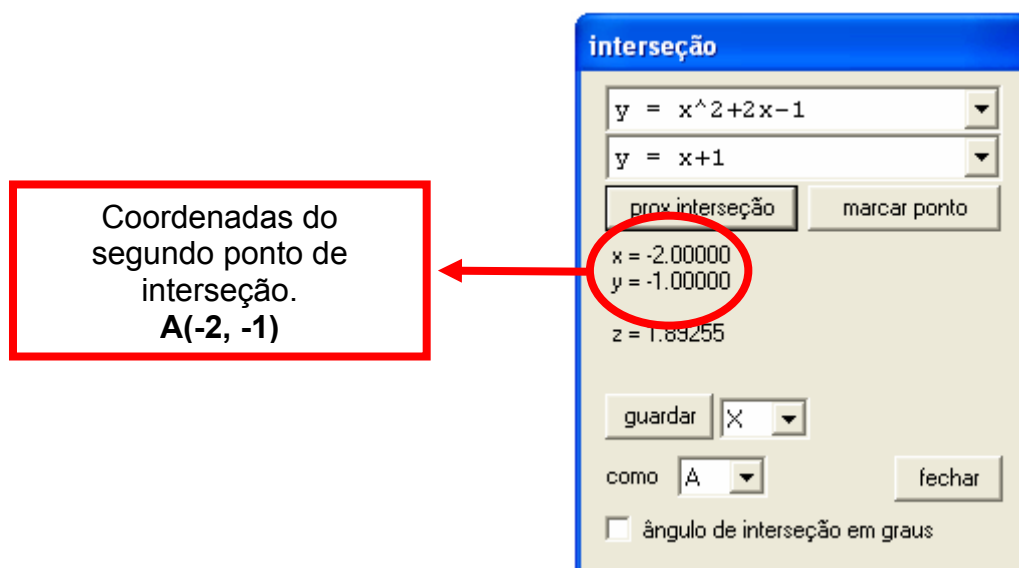 interseção
y = x^2+2x-1
y = x+1
prox interseção marcar ponto
x = -2.00000
y = -1.00000
z = 1.89255
guardar X
como A fechar
ângulo de interseção em graus
Coordenadas do
segundo ponto de
interseção.
A(-2, -1)